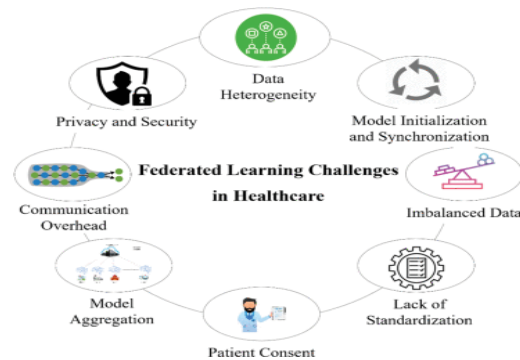 Data
Heterogeneity
Privacy and Security
Model Initialization
and Synchronization
Federated Learning Challenges
in Healthcare
Communication
Overhead
Imbalanced Data
Model
Aggregation
Lack of
Standardization
Patient Consent